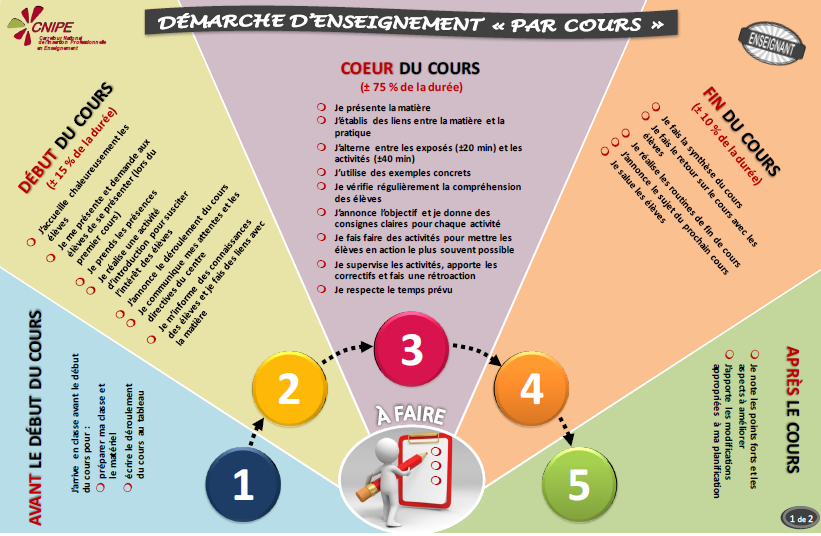 CNIPE
Carrefour National
de l'Insertion Professionnelle
en Enseignement
DÉMARCHE D'ENSEIGNEMENT « PAR COURS »
ENSEIGNANT
AVANT LE DÉBUT DU COURS
J'arrive en classe avant le début
du cours pour :
préparer ma classe et
le matériel
écrire le déroulement
du cours au tableau
DÉBUT DU COURS
(± 15 % de la durée)
J'accueille chaleureusement les
élèves
Je me présente et demande aux
élèves de se présenter (lors du
premier cours)
Je prends les présences
Je réalise une activité
d'introduction pour susciter
l'intérêt des élèves
J'annonce le déroulement du cours
Je communique mes attentes et les
directives du centre
Je m'informe des connaissances
des élèves et je fais des liens avec
la matière
COEUR DU COURS
(± 75 % de la durée)
Je présente la matière
J'établis des liens entre la matière et la
pratique
J'alterne entre les exposés (±20 min) et les
activités (±40 min)
J'utilise des exemples concrets
Je vérifie régulièrement la compréhension
des élèves
J'annonce l'objectif et je donne des
consignes claires pour chaque activité
Je fais faire des activités pour mettre les
élèves en action le plus souvent possible
Je supervise les activités, apporte les
correctifs et fais une rétroaction
Je respecte le temps prévu
FIN DU COURS
(± 10 % de la durée)
Je fais la synthèse du cours
Je fais le retour sur le cours avec les
élèves
Je réalise les routines de fin de cours
J'annonce le sujet du prochain cours
Je salue les élèves
APRÈS LE COURS
Je note les points forts et les
aspects à améliorer
J'apporte les modifications
appropriées à ma planification
1
2
3
4
5
À FAIRE
1 de 2